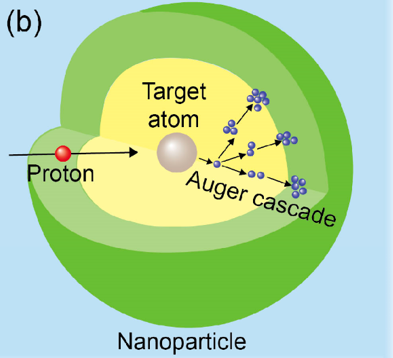 (b)
Target
atom
Proton
Auger cascade
Nanoparticle